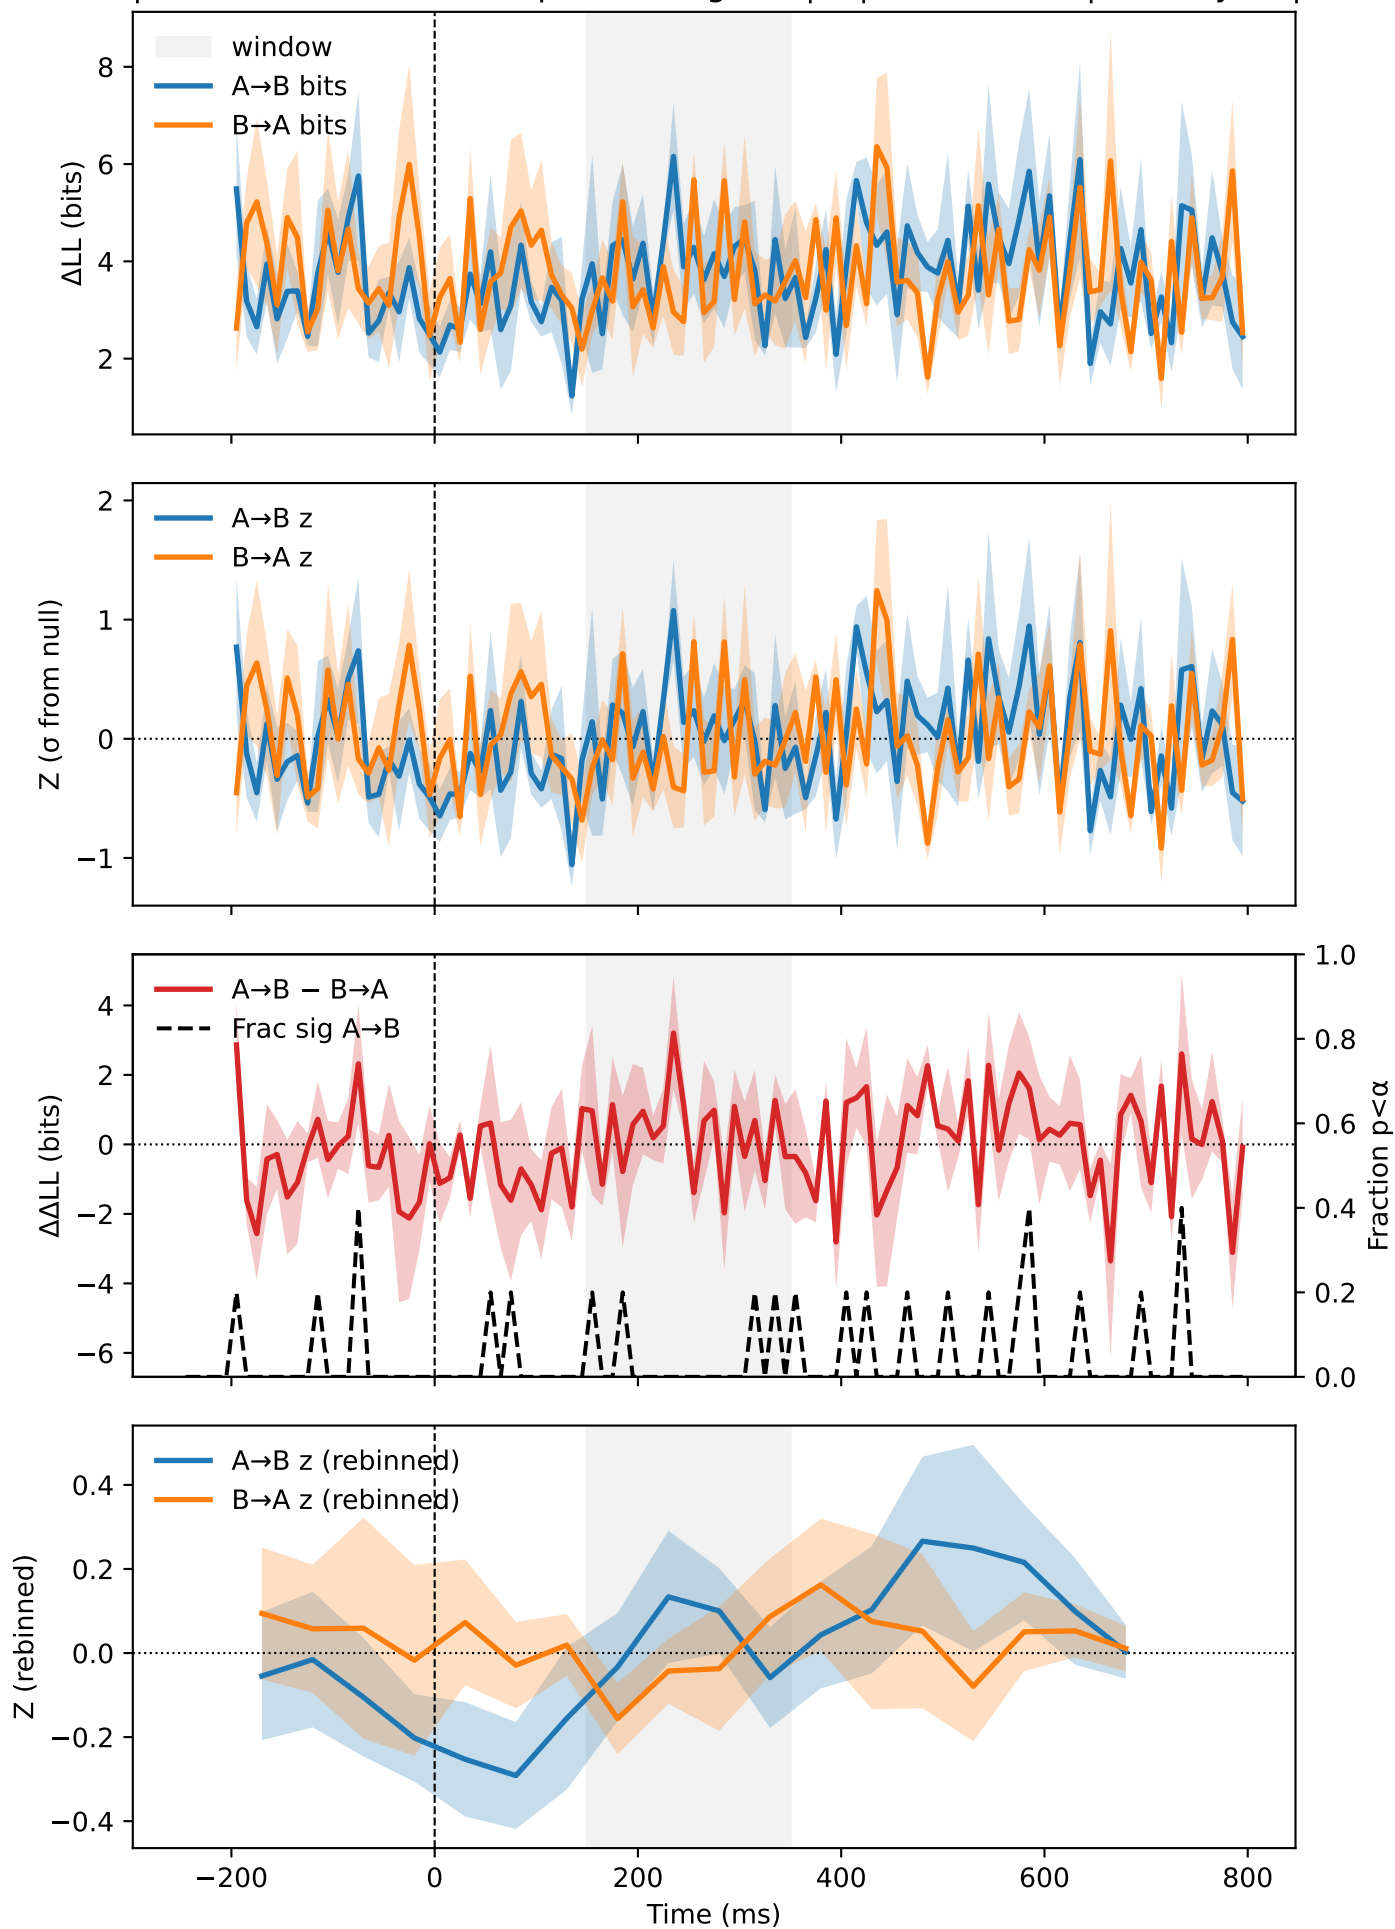 window
A→B bits
B→A bits
ΔLL (bits)
8
6
4
2
A→B z
B→A z
Z (σ from null)
2
1
0
−1
A→B − B→A
Frac sig A→B
ΔΔLL (bits)
4
2
0
−2
−4
−6
1.0
0.8
0.6
0.4
0.2
0.0
Fraction p<α
A→B z (rebinned)
B→A z (rebinned)
Z (rebinned)
0.4
0.2
0.0
−0.2
−0.4
−200
0
200
400
600
800
Time (ms)